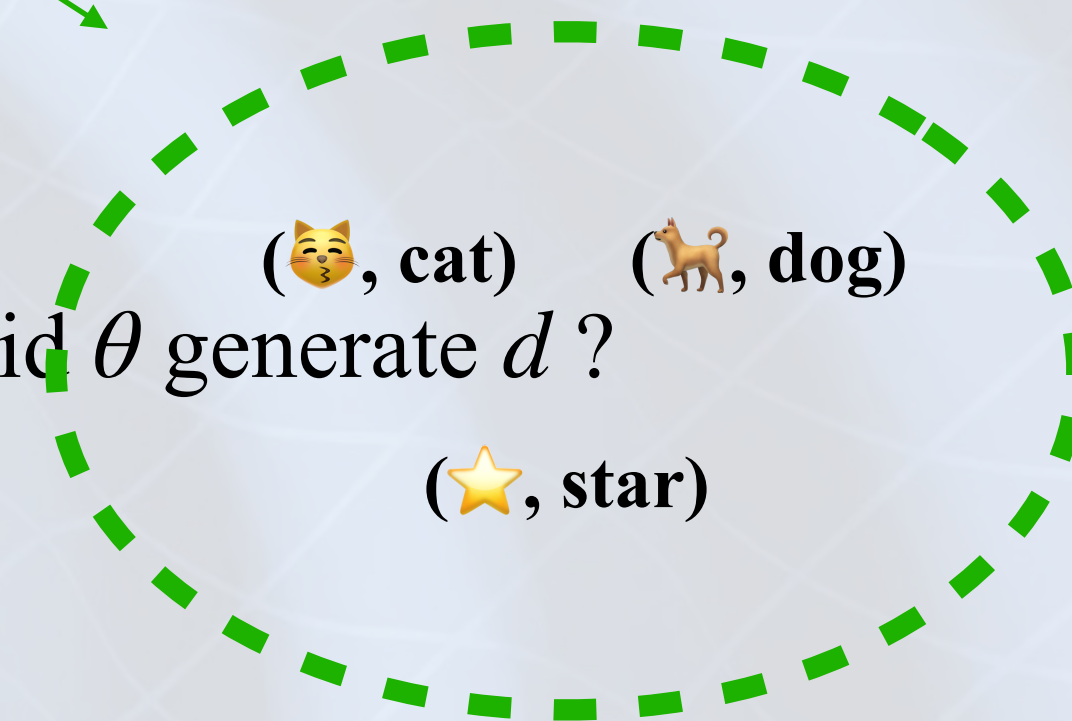 (😽, cat) (🐕, dog)
id θ generate d ?
(⭐, star)